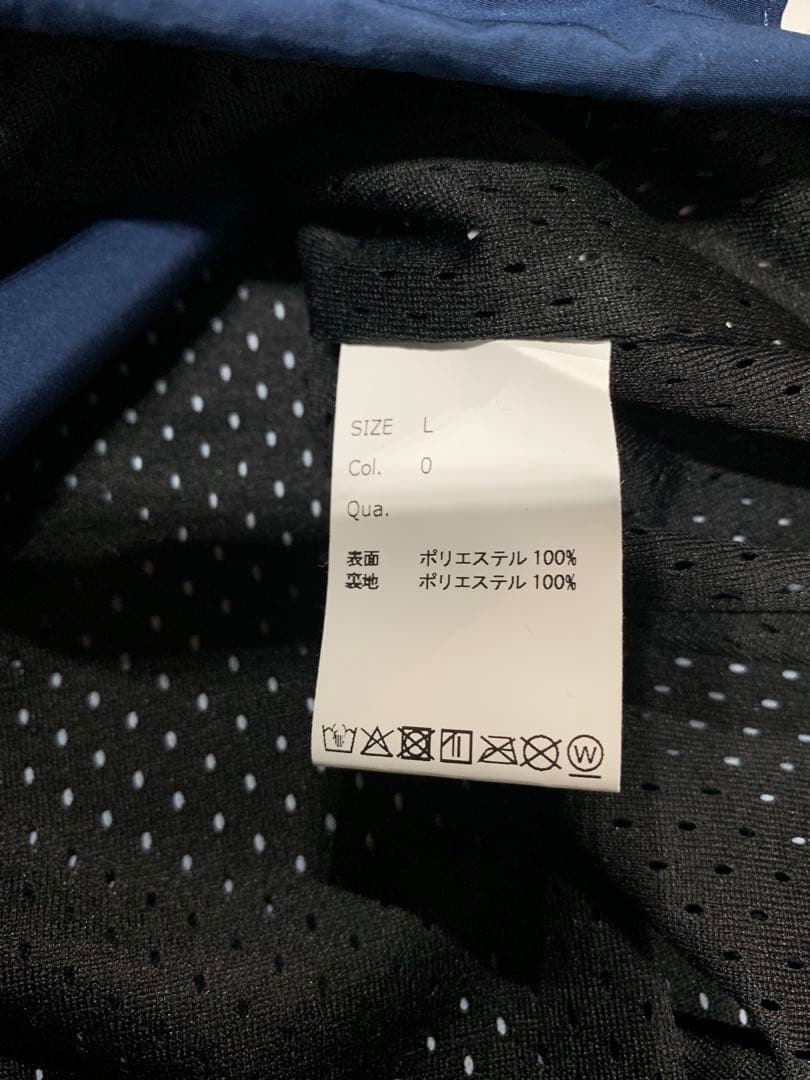 SIZE L
Col. 0
Qua.
表面 ポリエステル 100%
裏地 ポリエステル 100%
W